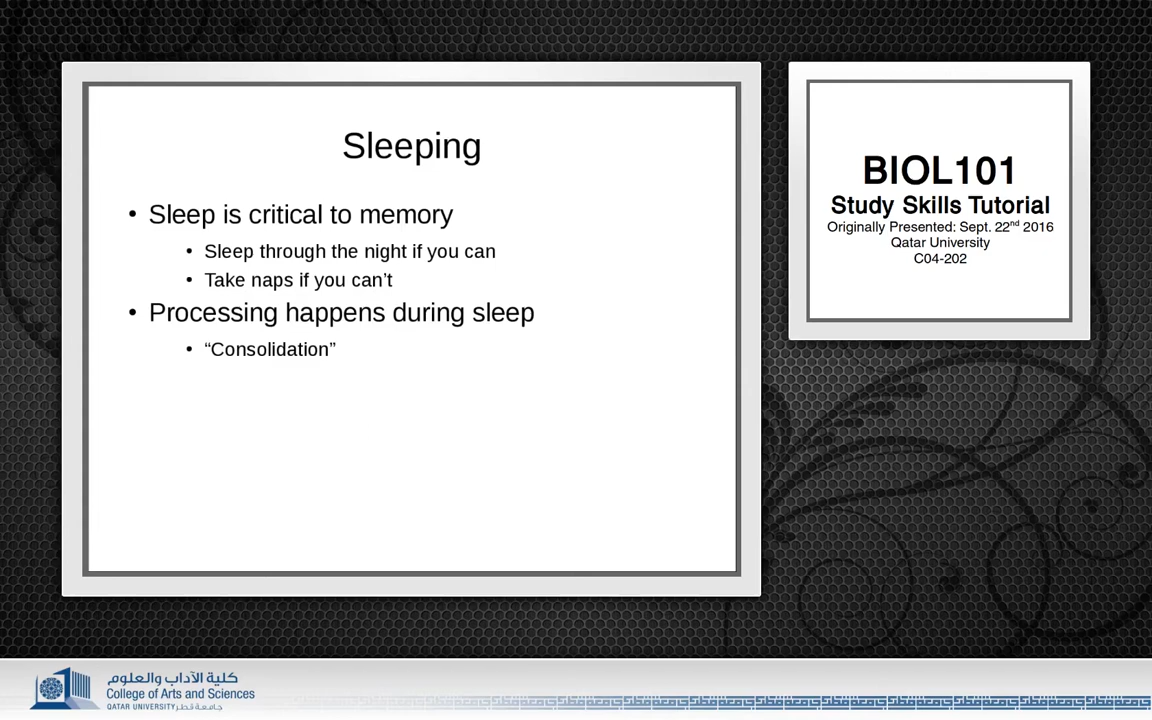 Sleeping
• Sleep is critical to memory
• Sleep through the night if you can
• Take naps if you can’t
• Processing happens during sleep
• “Consolidation”
BIOL101
Study Skills Tutorial
Originally Presented: Sept. 22nd 2016
Qatar University
C04-202
كلية الآداب والعلوم
College of Arts and Sciences
QATAR UNIVERSITY جامعة قطر